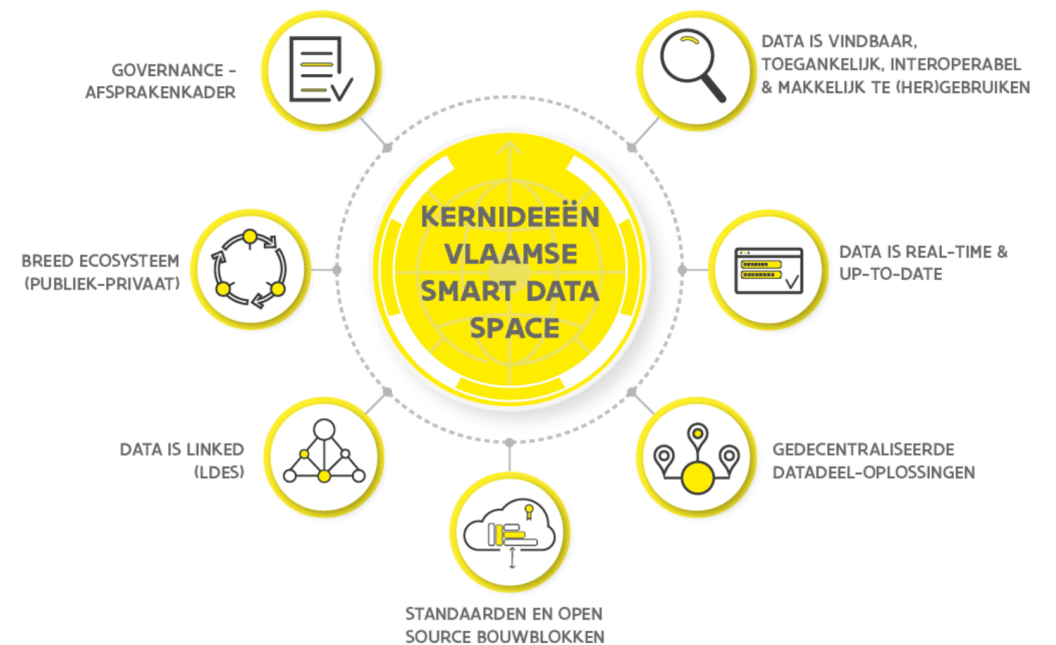 KERNIDEEËN
VLAAMSE
SMART DATA
SPACE
GOVERNANCE -
AFSPRAKENKADER
DATA IS VINDBAAR,
TOEGANKELIJK, INTEROPERABEL
& MAKKELIJK TE (HER)GEBRUIKEN
BREED ECOSYSTEEM
(PUBLIEK-PRIVAAT)
DATA IS REAL-TIME &
UP-TO-DATE
DATA IS LINKED
(LDES)
GEDECENTRALISEERDE
DATADEEL-OPLOSSINGEN
STANDAARDEN EN OPEN
SOURCE BOUWBLOKKEN